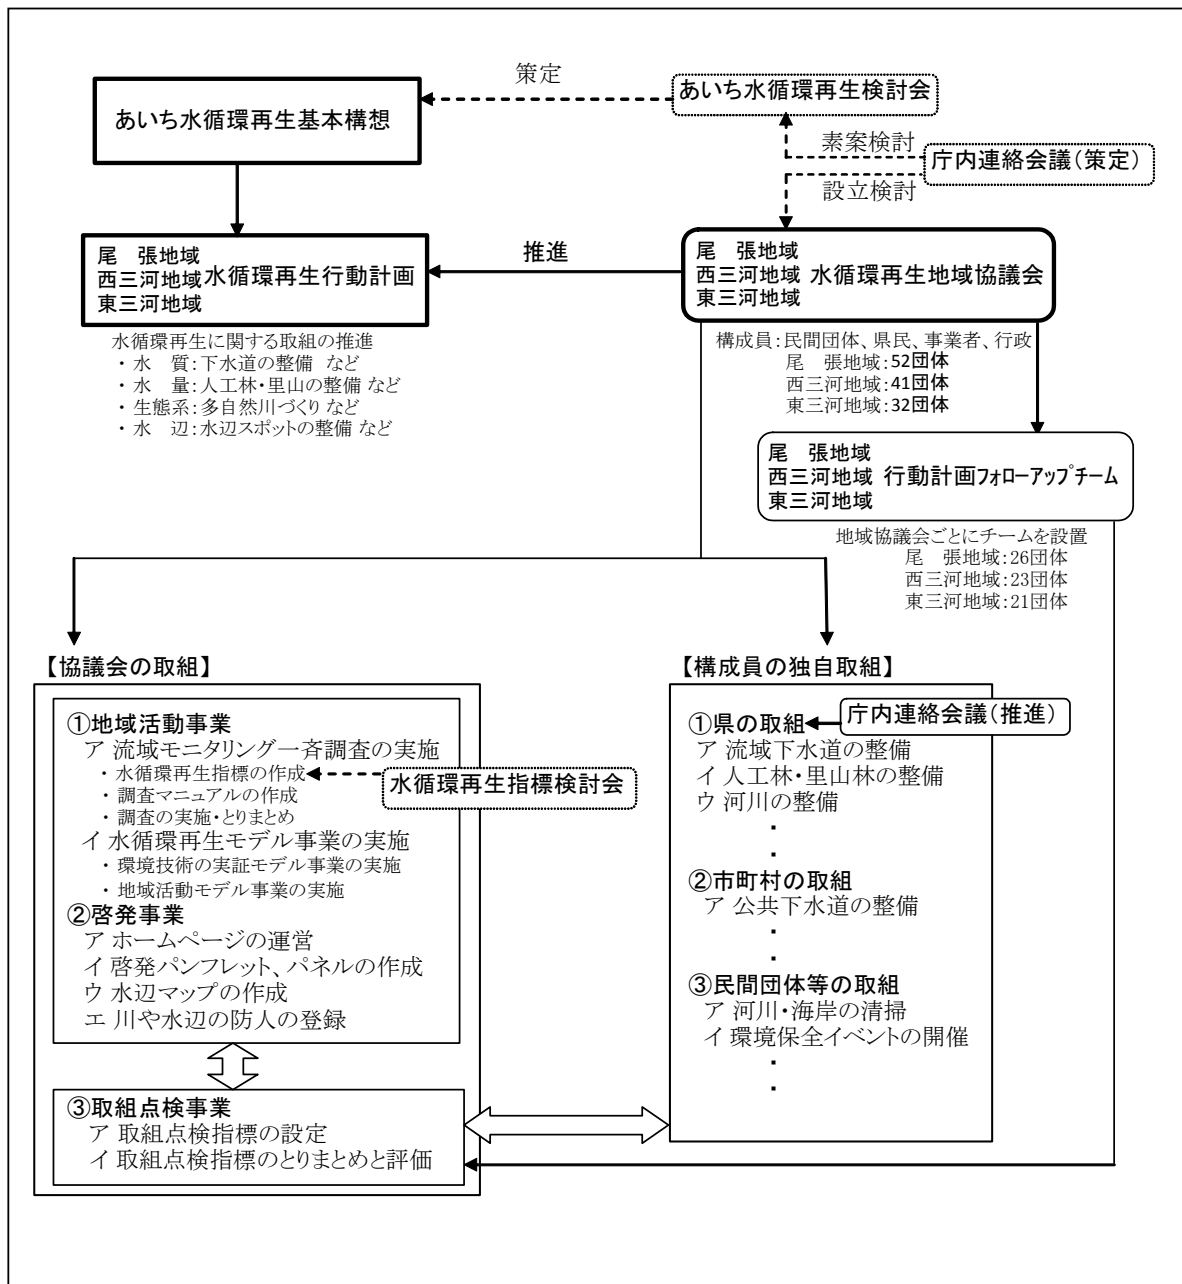 策定
あいち水循環再生検討会
あいち水循環再生基本構想
素案検討
庁内連絡会議(策定)
設立検討
尾　張地域
西三河地域 水循環再生行動計画
東三河地域
推進
尾　張地域
西三河地域 水循環再生地域協議会
東三河地域
水循環再生に関する取組の推進
・ 水　質：下水道の整備 など
・ 水　量：人工林・里山の整備 など
・ 生態系：多自然川づくり など
・ 水　辺：水辺スポットの整備 など
構成員：民間団体、県民、事業者、行政
尾　張地域：52団体
西三河地域：41団体
東三河地域：32団体
尾　張地域
西三河地域 行動計画フォローアップチーム
東三河地域
地域協議会ごとにチームを設置
尾　張地域：26団体
西三河地域：23団体
東三河地域：21団体
【協議会の取組】
①地域活動事業
ア 流域モニタリング一斉調査の実施
・ 水循環再生指標の作成
・ 調査マニュアルの作成
・ 調査の実施・とりまとめ
水循環再生指標検討会
イ 水循環再生モデル事業の実施
・ 環境技術の実証モデル事業の実施
・ 地域活動モデル事業の実施
②啓発事業
ア ホームページの運営
イ 啓発パンフレット、パネルの作成
ウ 水辺マップの作成
エ 川や水辺の防人の登録
③取組点検事業
ア 取組点検指標の設定
イ 取組点検指標のとりまとめと評価
【構成員の独自取組】
①県の取組
庁内連絡会議(推進)
ア 流域下水道の整備
イ 人工林・里山林の整備
ウ 河川の整備
・
・
②市町村の取組
ア 公共下水道の整備
・
・
③民間団体等の取組
ア 河川・海岸の清掃
イ 環境保全イベントの開催
・
・